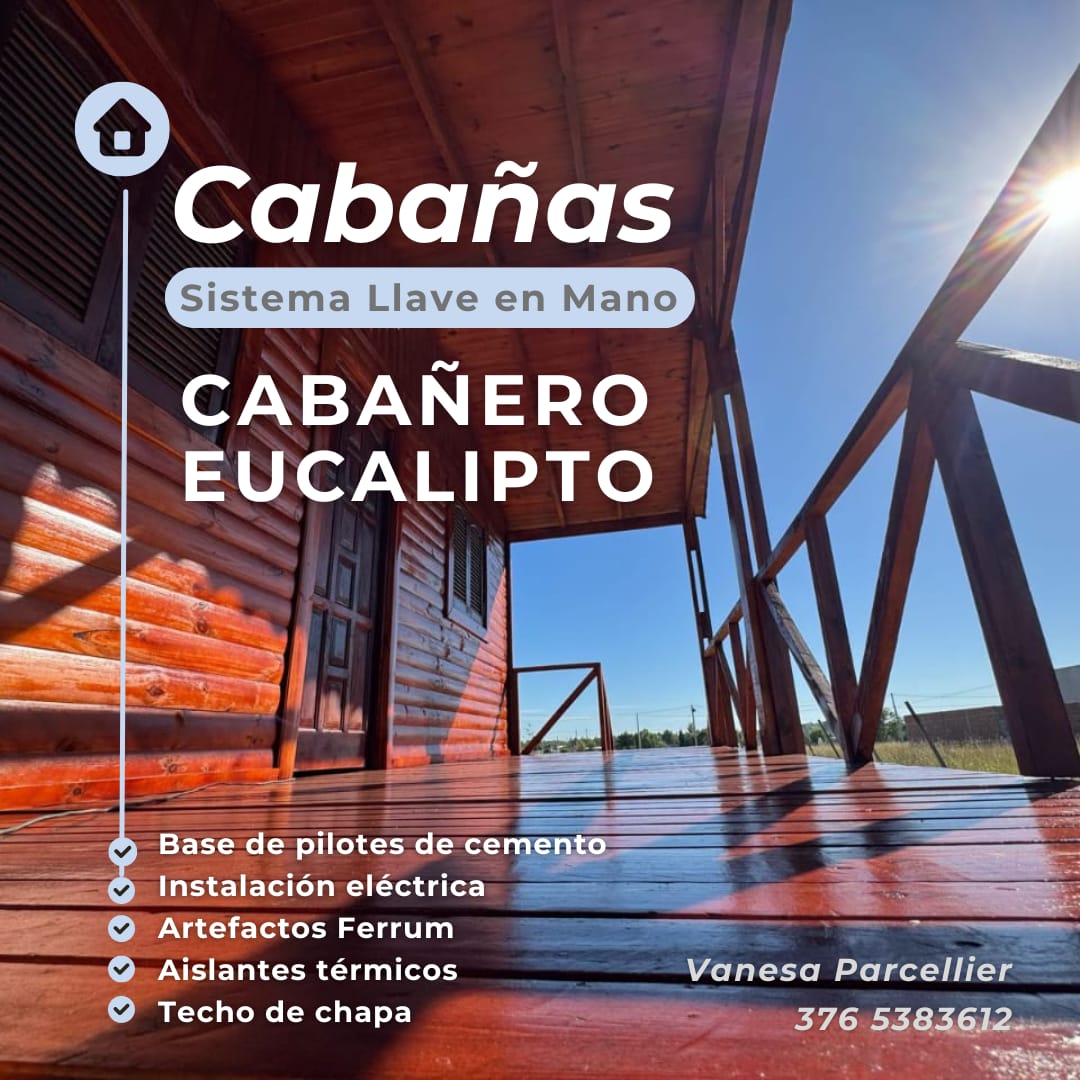 Cabañas
Sistema Llave en Mano
CABAÑERO
EUCALIPTO
Base de pilotes de cemento
Instalación eléctrica
Artefactos Ferrum
Aislantes térmicos
Techo de chapa
Vanesa Parcellier
376 5383612